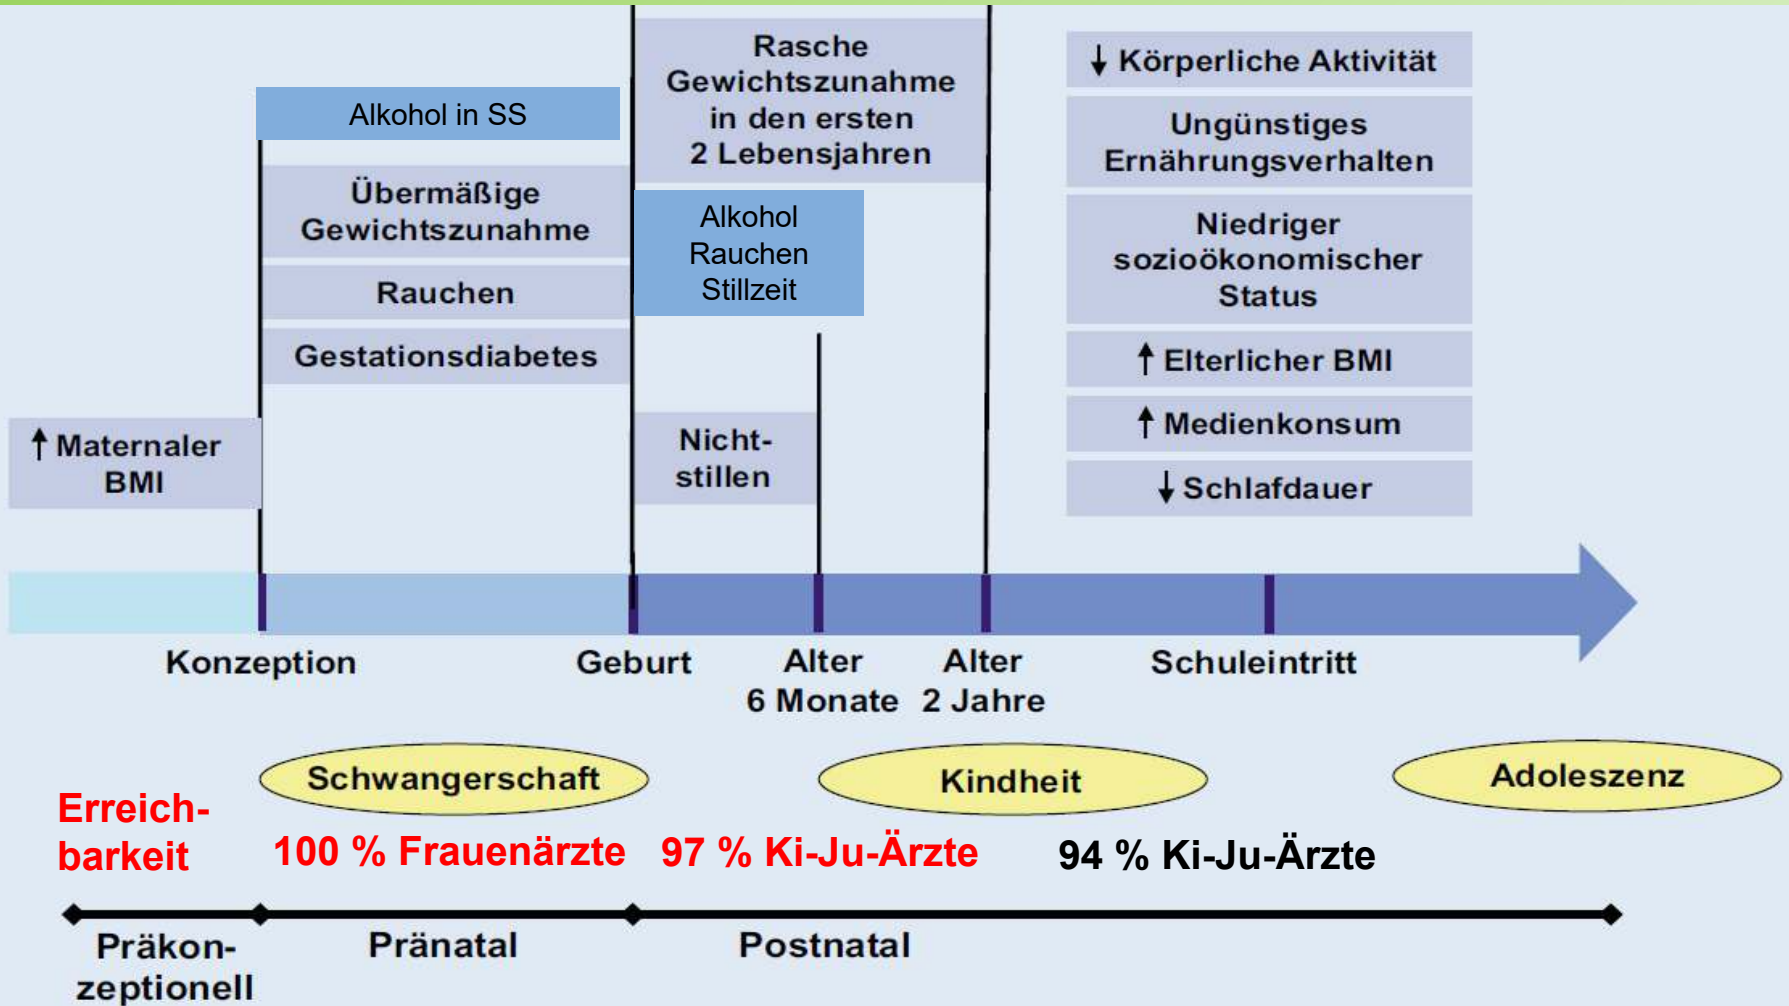 Alkohol in SS
Übermäßige
Gewichtszunahme
Rauchen
Gestationsdiabetes
↑ Maternaler
BMI
Rasche
Gewichtszunahme
in den ersten
2 Lebensjahren
Alkohol
Rauchen
Stillzeit
Nicht-
stillen
↓ Körperliche Aktivität
Ungünstiges
Ernährungsverhalten
Niedriger
sozioökonomischer
Status
↑ Elterlicher BMI
↑ Medienkonsum
↓ Schlafdauer
Konzeption
Geburt
Alter
6 Monate
Alter
2 Jahre
Schuleintritt
Schwangerschaft
Kindheit
Adoleszenz
Erreich-
barkeit
100 % Frauenärzte
97 % Ki-Ju-Ärzte
94 % Ki-Ju-Ärzte
Präkon-
zeptionell
Pränatal
Postnatal